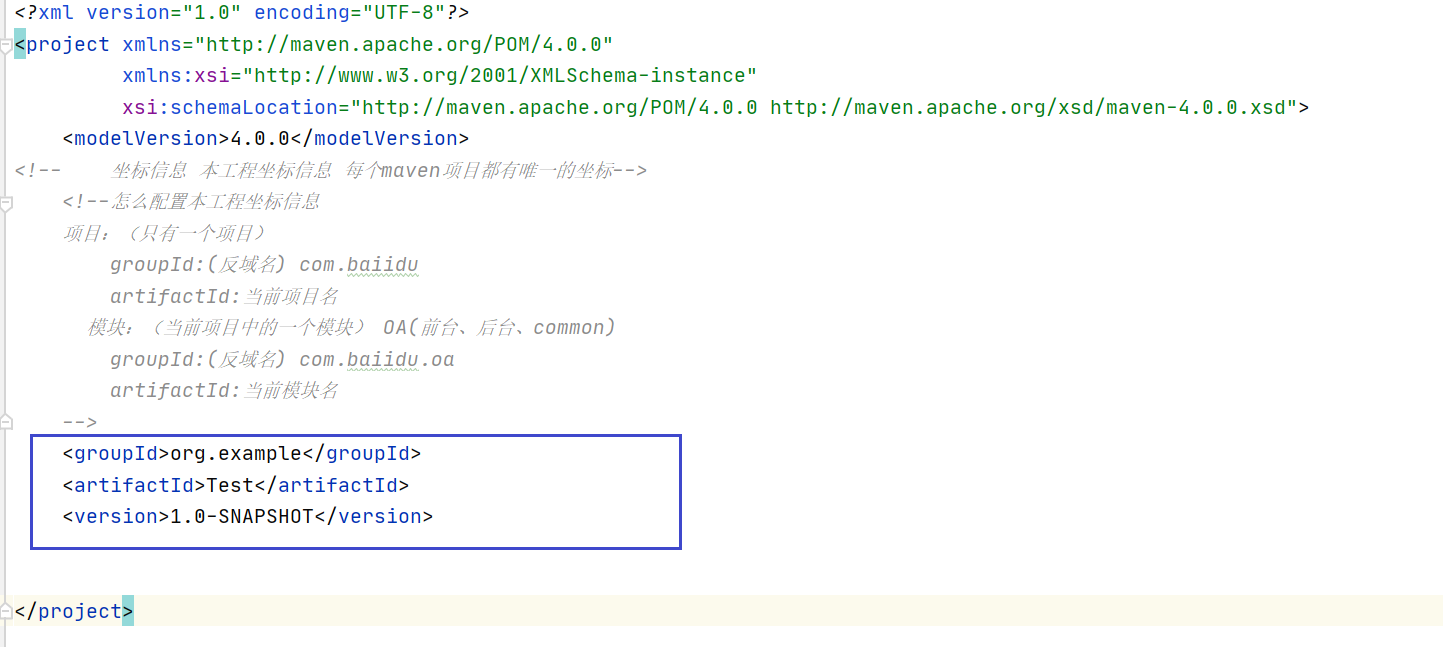 <?xml version="1.0" encoding="UTF-8"?>
<project xmlns="http://maven.apache.org/POM/4.0.0"
         xmlns:xsi="http://www.w3.org/2001/XMLSchema-instance"
         xsi:schemaLocation="http://maven.apache.org/POM/4.0.0 http://maven.apache.org/xsd/maven-4.0.0.xsd">
    <modelVersion>4.0.0</modelVersion>
<!--    坐标信息 本工程坐标信息 每个maven项目都有唯一的坐标-->
    <!--怎么配置本工程坐标信息
    项目:（只有一个项目）
        groupId:(反域名) com.baiidu
        artifactId:当前项目名
      模块:（当前项目中的一个模块） OA(前台、后台、common)
        groupId:(反域名) com.baiidu.oa
        artifactId:当前模块名
    -->
    <groupId>org.example</groupId>
    <artifactId>Test</artifactId>
    <version>1.0-SNAPSHOT</version>
</project>